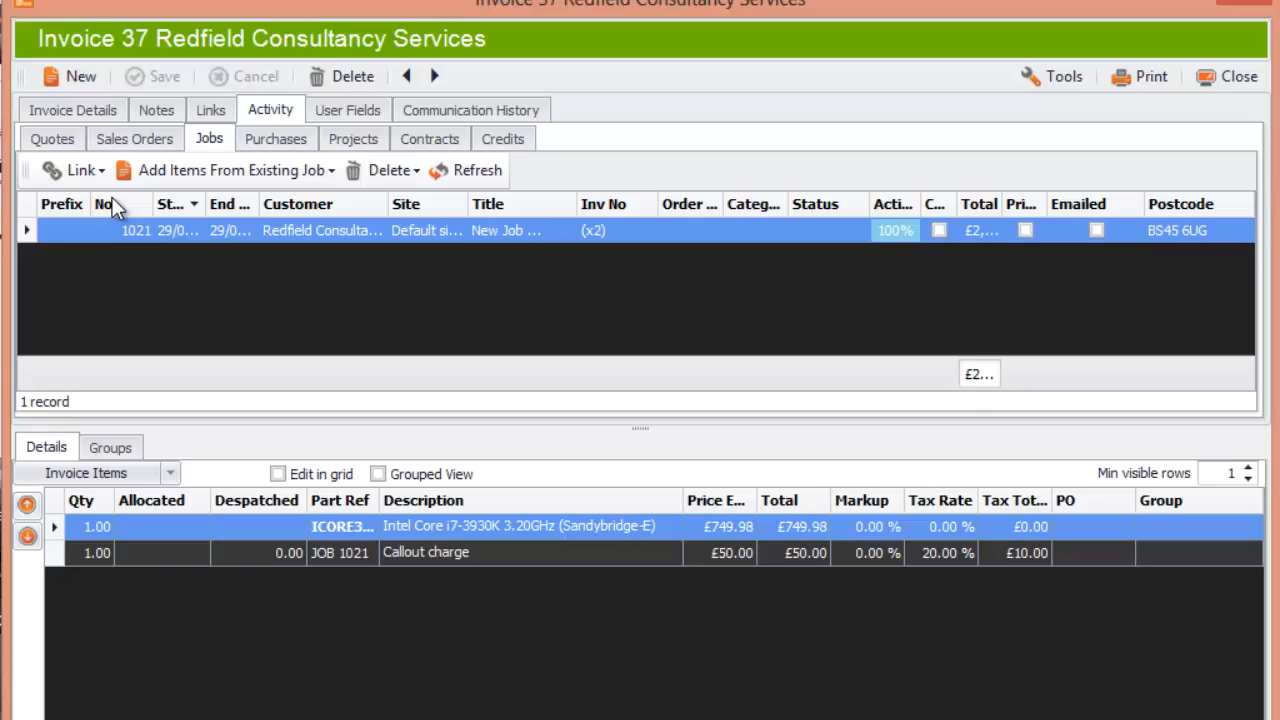 Invoice 37 Redfield Consultancy Services
Invoice 37 Redfield Consultancy Services
New Save Cancel Delete Tools Print Close
Invoice Details Notes Links Activity User Fields Communication History
Quotes Sales Orders Jobs Purchases Projects Contracts Credits
Link Add Items From Existing Job Delete Refresh
Prefix No St... End ... Customer Site Title Inv No Order ... Categ... Status Acti... C... Total Pri... Emailed Postcode
1021 29/0... 29/0... Redfield Consulta... Default si... New Job ... (x2) 100% £2,... BS45 6UG
£2...
1 record
Details Groups
Invoice Items Edit in grid Grouped View Min visible rows 1
Qty Allocated Despatched Part Ref Description Price E... Total Markup Tax Rate Tax Tot... PO Group
1.00 ICORE3... Intel Core i7-3930K 3.20GHz (Sandybridge-E) £749.98 £749.98 0.00 % 0.00 % £0.00
1.00 0.00 JOB 1021 Callout charge £50.00 £50.00 0.00 % 20.00 % £10.00